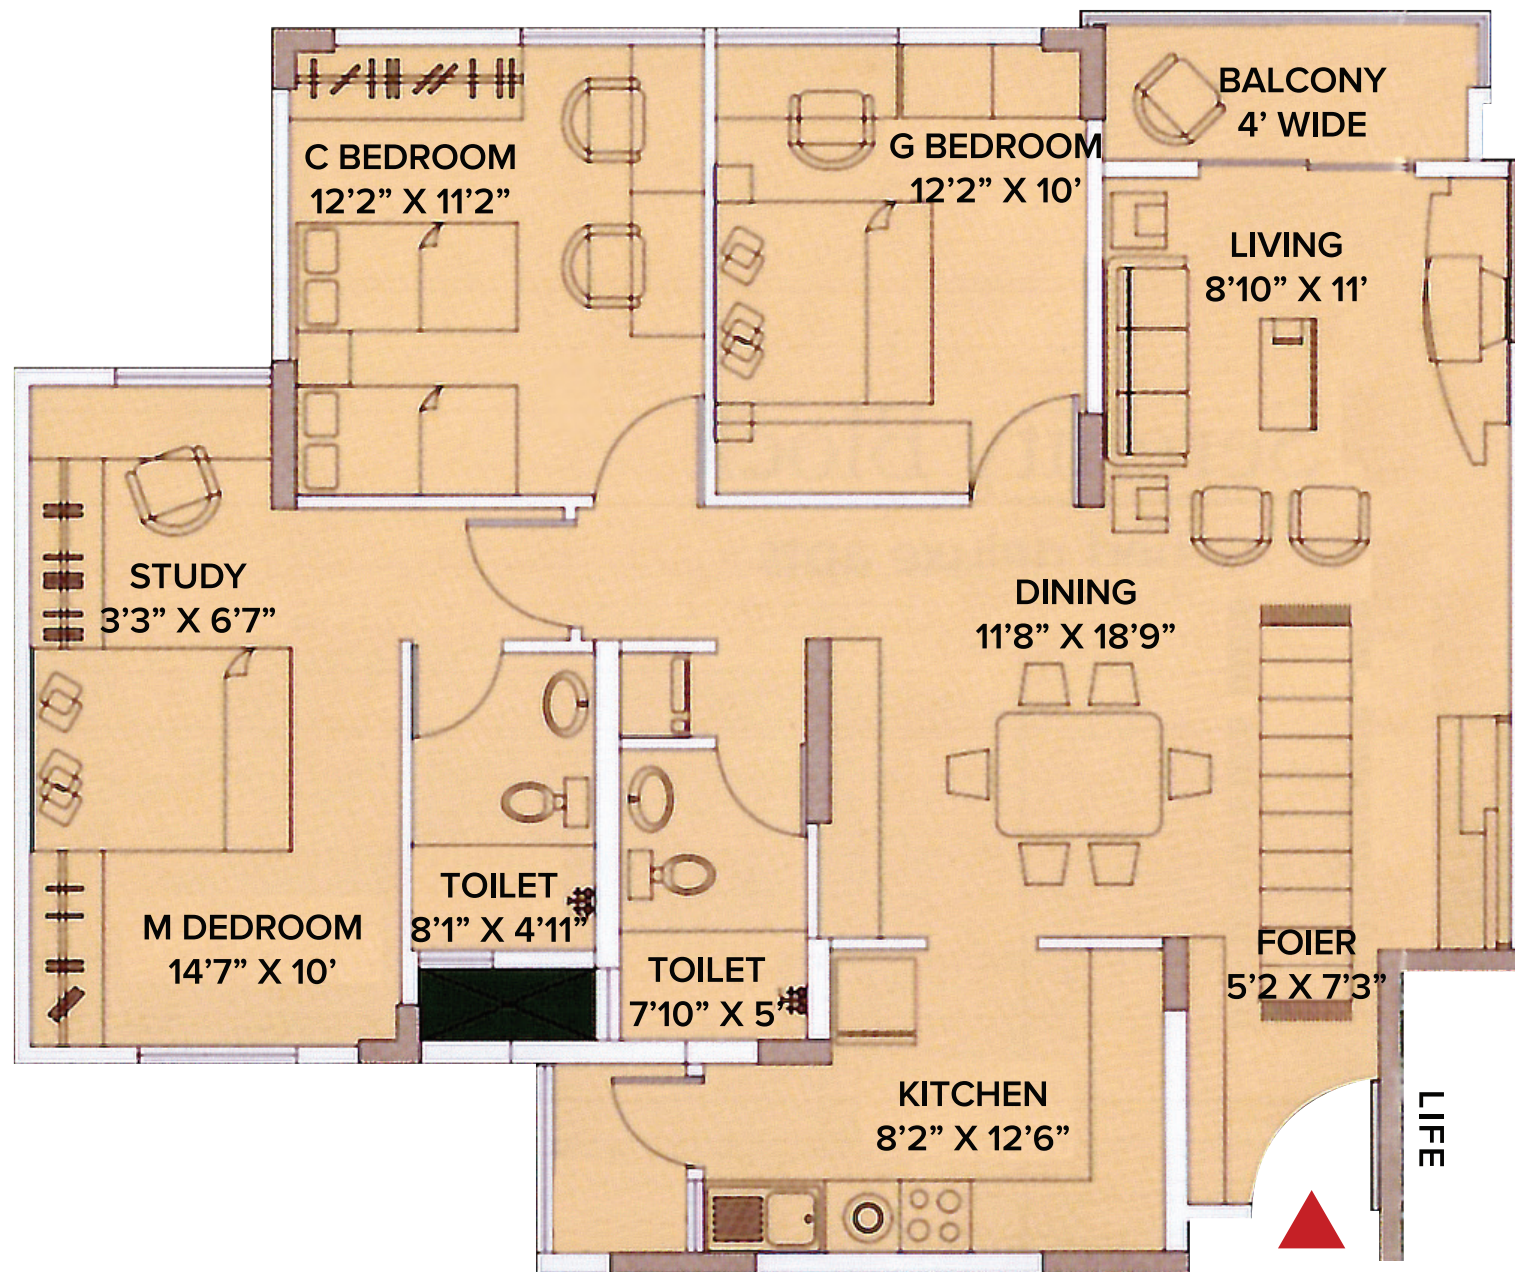 BALCONY
4’ WIDE
C BEDROOM
12’2” X 11’2”
G BEDROOM
12’2” X 10’
LIVING
8’10” X 11’
STUDY
3’3” X 6’7”
DINING
11’8” X 18’9”
TOILET
8’1” X 4’11”
M DEDROOM
14’7” X 10’
TOILET
7’10” X 5’
FOIER
5’2 X 7’3”
KITCHEN
8’2” X 12’6”
LIFE